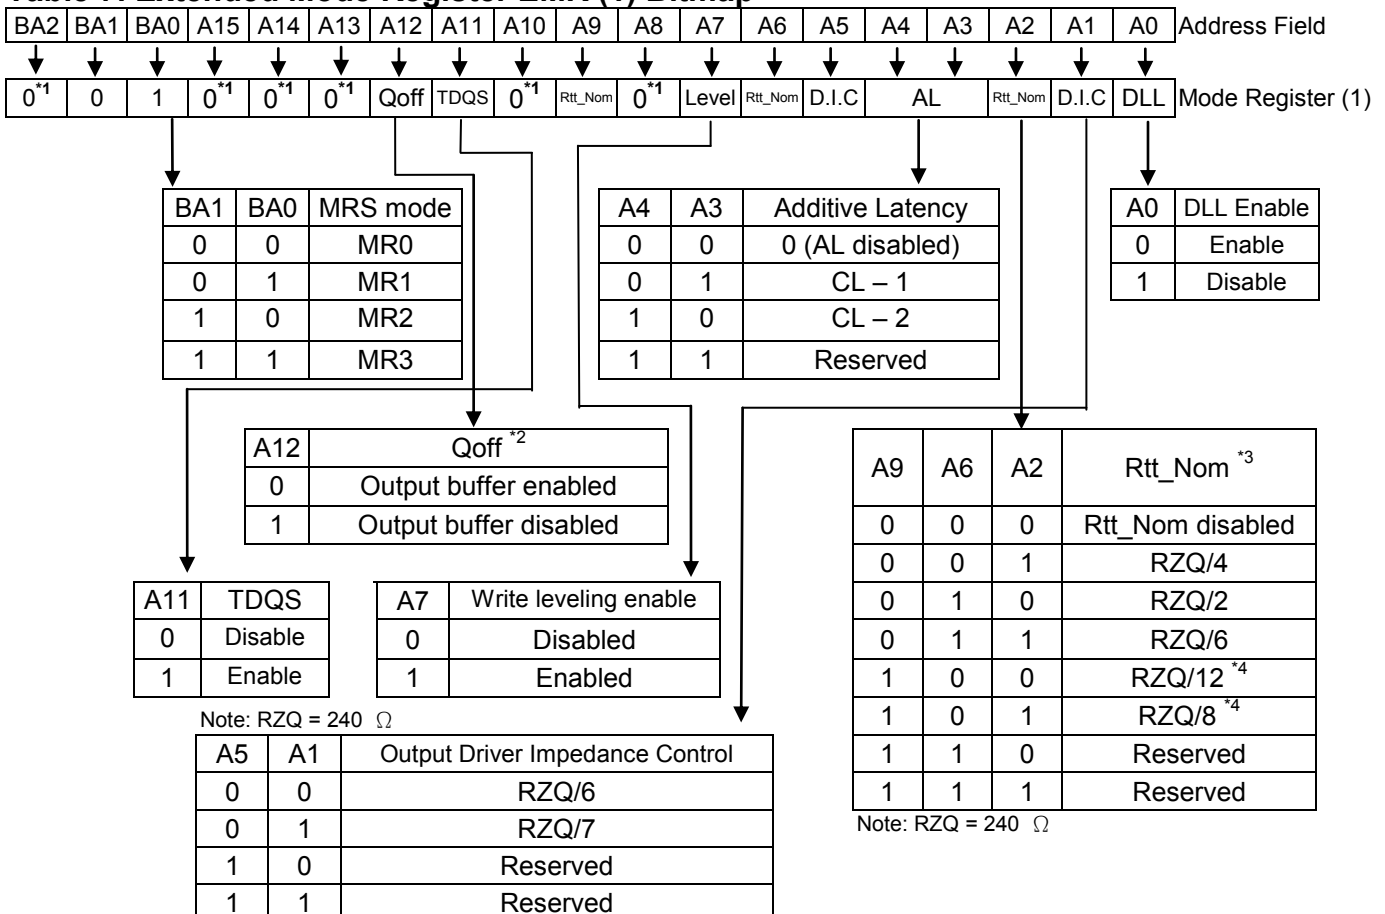 BA2 BA1 BA0 A15 A14 A13 A12 A11 A10 A9 A8 A7 A6 A5 A4 A3 A2 A1 A0 Address Field
0*1 0 1 0*1 0*1 0*1 Qoff TDQS 0*1 Rtt_Nom 0*1 Level Rtt_Nom D.I.C AL Rtt_Nom D.I.C DLL Mode Register (1)
BA1 BA0 MRS mode
0 0 MR0
0 1 MR1
1 0 MR2
1 1 MR3
A4 A3 Additive Latency
0 0 0 (AL disabled)
0 1 CL – 1
1 0 CL – 2
1 1 Reserved
A0 DLL Enable
0 Enable
1 Disable
A12 Qoff *2
0 Output buffer enabled
1 Output buffer disabled
A9 A6 A2 Rtt_Nom *3
0 0 0 Rtt_Nom disabled
0 0 1 RZQ/4
0 1 0 RZQ/2
0 1 1 RZQ/6
1 0 0 RZQ/12 *4
1 0 1 RZQ/8 *4
1 1 0 Reserved
1 1 1 Reserved
Note: RZQ = 240 Ω
A11 TDQS
0 Disable
1 Enable
A7 Write leveling enable
0 Disabled
1 Enabled
Note: RZQ = 240 Ω
A5 A1 Output Driver Impedance Control
0 0 RZQ/6
0 1 RZQ/7
1 0 Reserved
1 1 Reserved